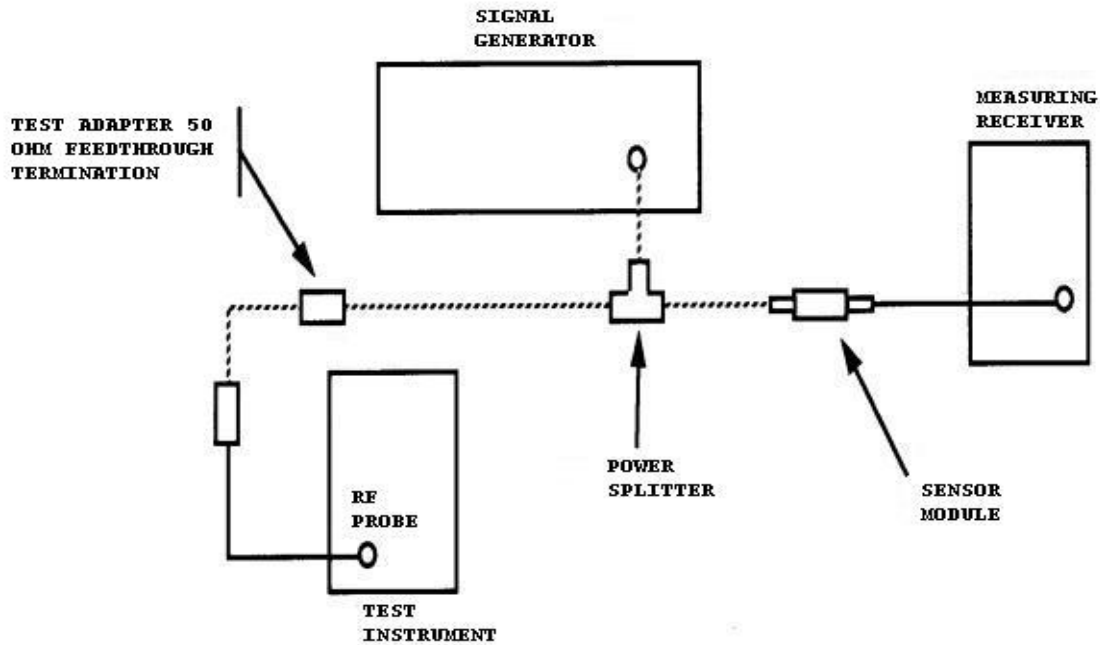 SIGNAL
GENERATOR
MEASURING
RECEIVER
TEST ADAPTER 50
OHM FEEDTHROUGH
TERMINATION
POWER
SPLITTER
SENSOR
MODULE
RF
PROBE
TEST
INSTRUMENT